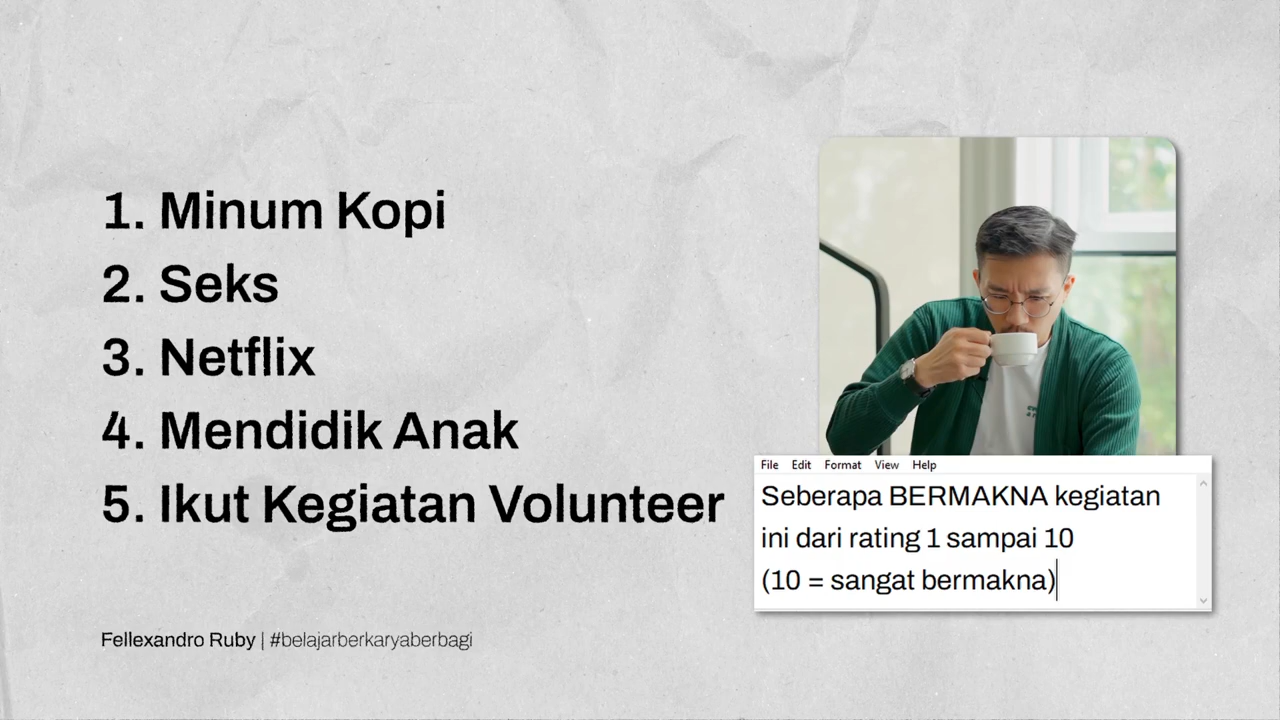 1. Minum Kopi
2. Seks
3. Netflix
4. Mendidik Anak
5. Ikut Kegiatan Volunteer
File Edit Format View Help
Seberapa BERMAKNA kegiatan
ini dari rating 1 sampai 10
(10 = sangat bermakna)
Fellexandro Ruby | #belajarberkaryaberbagi